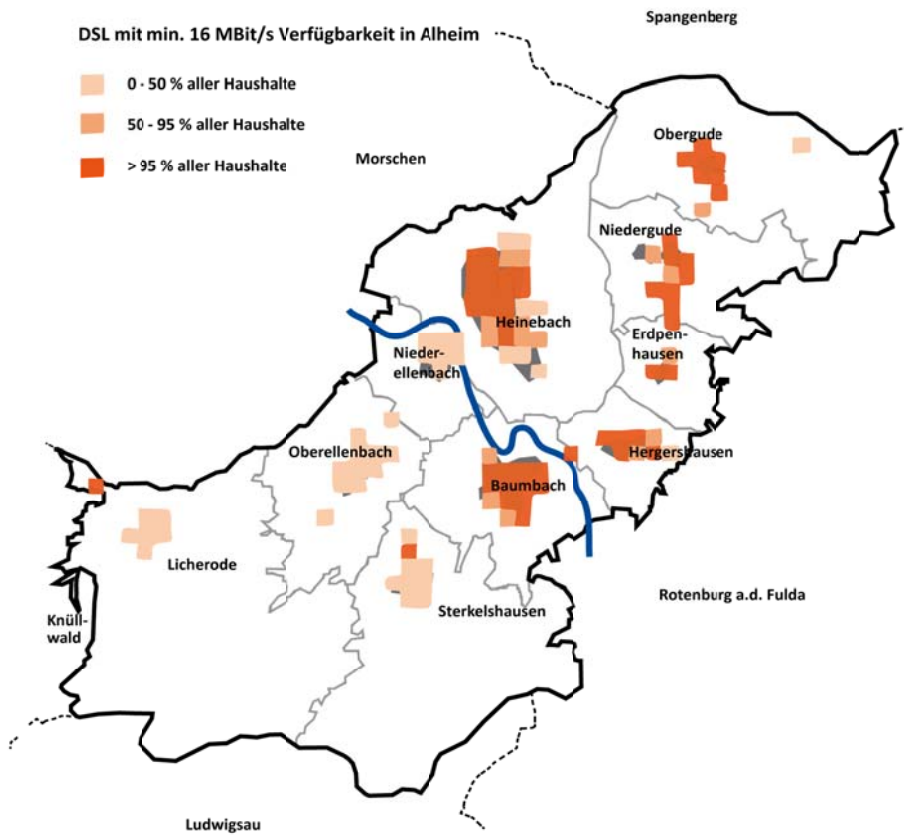 Spangenberg
DSL mit min. 16 MBit/s Verfügbarkeit in Alheim
0 - 50 % aller Haushalte
50 - 95 % aller Haushalte
> 95 % aller Haushalte
Obergude
Morschen
Niedergude
Heinebach
Erdpen-
hausen
Nieder-
ellenbach
Oberellenbach
Hergershausen
Baumbach
Licherode
Rotenburg a.d. Fulda
Sterkelshausen
Knüll-
wald
Ludwigsau